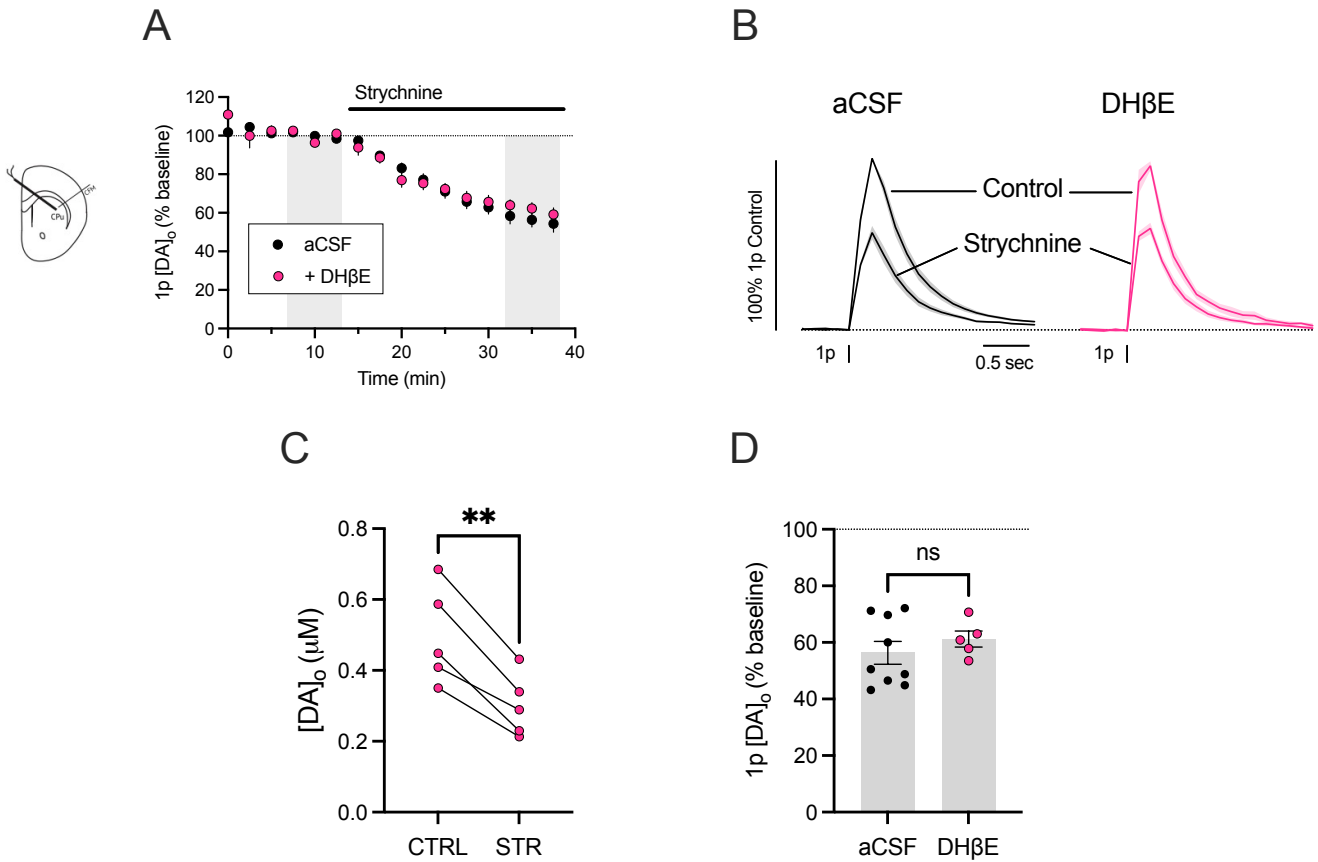 A
Strychnine
120
100
80
60
40
20
0
1p [DA]o (% baseline)
aCSF
+ DHβE
0 10 20 30 40
Time (min)
CPu
B
aCSF DHβE
Control
Strychnine
100% 1p Control
1p 1p
0.5 sec
C
**
0.8
0.6
0.4
0.2
0.0
[DA]o (μM)
CTRL STR
D
100
80
60
40
20
0
ns
1p [DA]o (% baseline)
aCSF DHβE